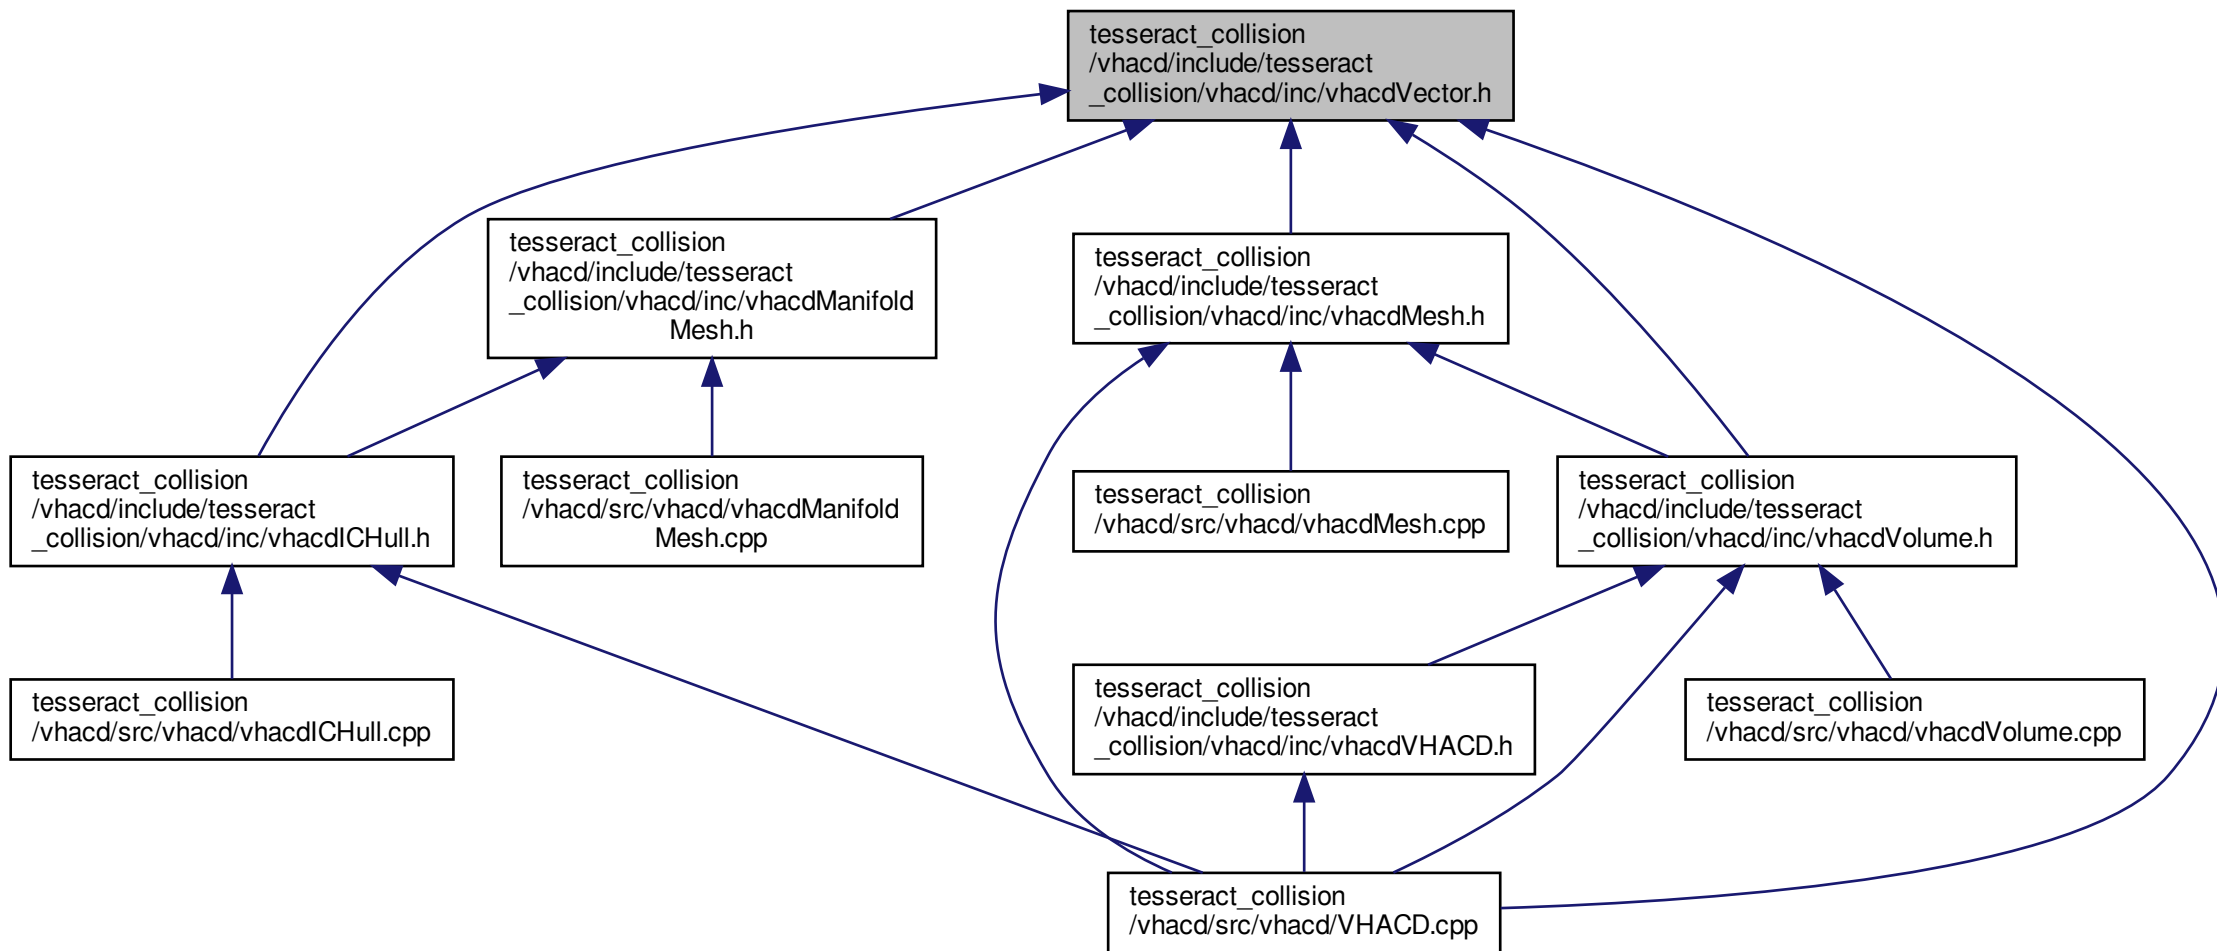 tesseract_collision
/vhacd/include/tesseract
_collision/vhacd/inc/vhacdVector.h
tesseract_collision
/vhacd/include/tesseract
_collision/vhacd/inc/vhacdManifold
Mesh.h
tesseract_collision
/vhacd/include/tesseract
_collision/vhacd/inc/vhacdMesh.h
tesseract_collision
/vhacd/include/tesseract
_collision/vhacd/inc/vhacdICHull.h
tesseract_collision
/vhacd/src/vhacd/vhacdManifold
Mesh.cpp
tesseract_collision
/vhacd/src/vhacd/vhacdMesh.cpp
tesseract_collision
/vhacd/include/tesseract
_collision/vhacd/inc/vhacdVolume.h
tesseract_collision
/vhacd/src/vhacd/vhacdICHull.cpp
tesseract_collision
/vhacd/include/tesseract
_collision/vhacd/inc/vhacdVHACD.h
tesseract_collision
/vhacd/src/vhacd/vhacdVolume.cpp
tesseract_collision
/vhacd/src/vhacd/VHACD.cpp